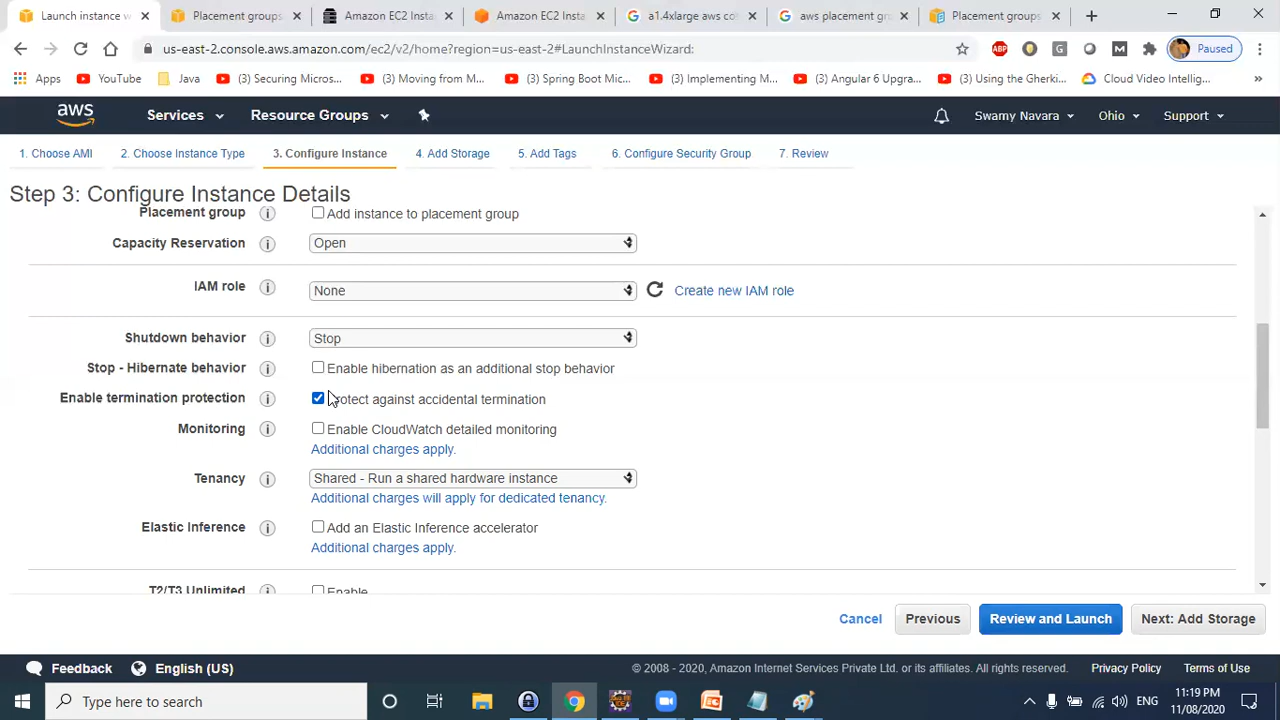 Launch instance w
Placement groups
Amazon EC2 Insta
Amazon EC2 Insta
a1.4xlarge aws co
aws placement gr
Placement groups
us-east-2.console.aws.amazon.com/ec2/v2/home?region=us-east-2#LaunchInstanceWizard:
ABP
G
M
Paused
Apps
YouTube
Java
(3) Securing Micros...
(3) Moving from M...
(3) Spring Boot Mic...
(3) Implementing M...
(3) Angular 6 Upgra...
(3) Using the Gherki...
Cloud Video Intellig...
»
aws
Services
Resource Groups
Swamy Navara
Ohio
Support
1. Choose AMI
2. Choose Instance Type
3. Configure Instance
4. Add Storage
5. Add Tags
6. Configure Security Group
7. Review
Step 3: Configure Instance Details
Placement group
Add instance to placement group
Capacity Reservation
Open
IAM role
None
Create new IAM role
Shutdown behavior
Stop
Stop - Hibernate behavior
Enable hibernation as an additional stop behavior
Enable termination protection
Protect against accidental termination
Monitoring
Enable CloudWatch detailed monitoring
Additional charges apply.
Tenancy
Shared - Run a shared hardware instance
Additional charges will apply for dedicated tenancy.
Elastic Inference
Add an Elastic Inference accelerator
Additional charges apply.
T2/T3 Unlimited
Enable
Cancel
Previous
Review and Launch
Next: Add Storage
Feedback
English (US)
© 2008 - 2020, Amazon Internet Services Private Ltd. or its affiliates. All rights reserved.
Privacy Policy
Terms of Use
Type here to search
ENG
11:19 PM
11/08/2020